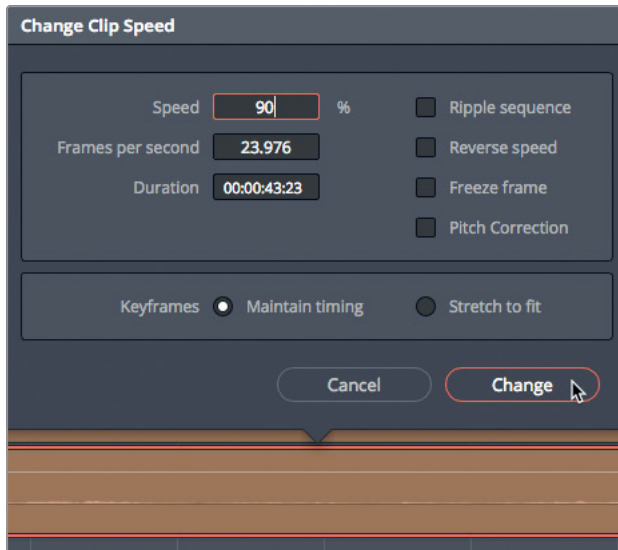 Change Clip Speed
Speed 90 % Ripple sequence
Frames per second 23.976 Reverse speed
Duration 00:00:43:23 Freeze frame
Pitch Correction
Keyframes Maintain timing Stretch to fit
Cancel Change